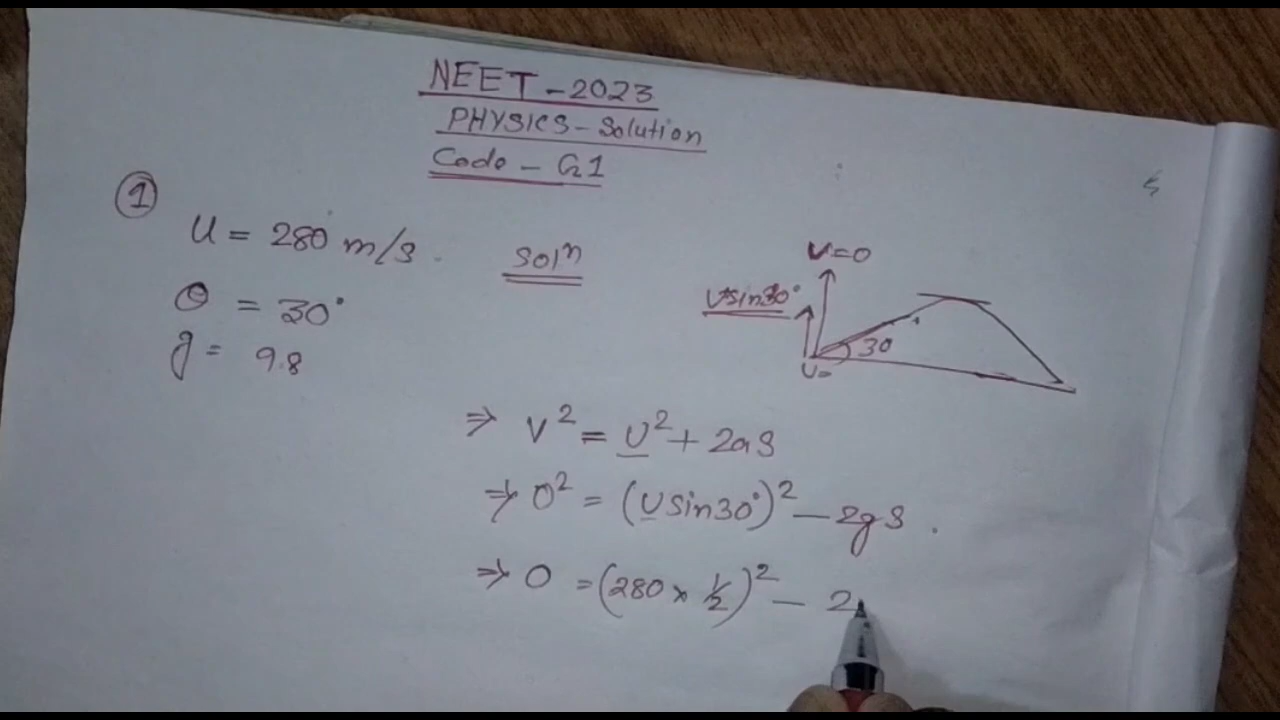 NEET - 2023
PHYSICS - Solution
Code - G1
①
U = 280 m/s.
Solⁿ
θ = 30°
g = 9.8
V=0
Usin30°
30
U=
⇒ V² = U² + 2as
⇒ 0² = (Usin30°)² - 2gs.
⇒ 0 = (280 × 1/2)² - 2